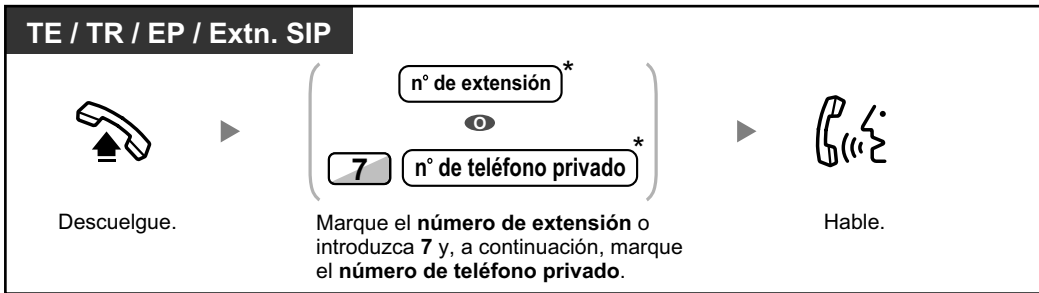 TE / TR / EP / Extn. SIP
n° de extensión*
O
7 n° de teléfono privado*
Descuelgue.
Marque el número de extensión o
introduzca 7 y, a continuación, marque
el número de teléfono privado.
Hable.